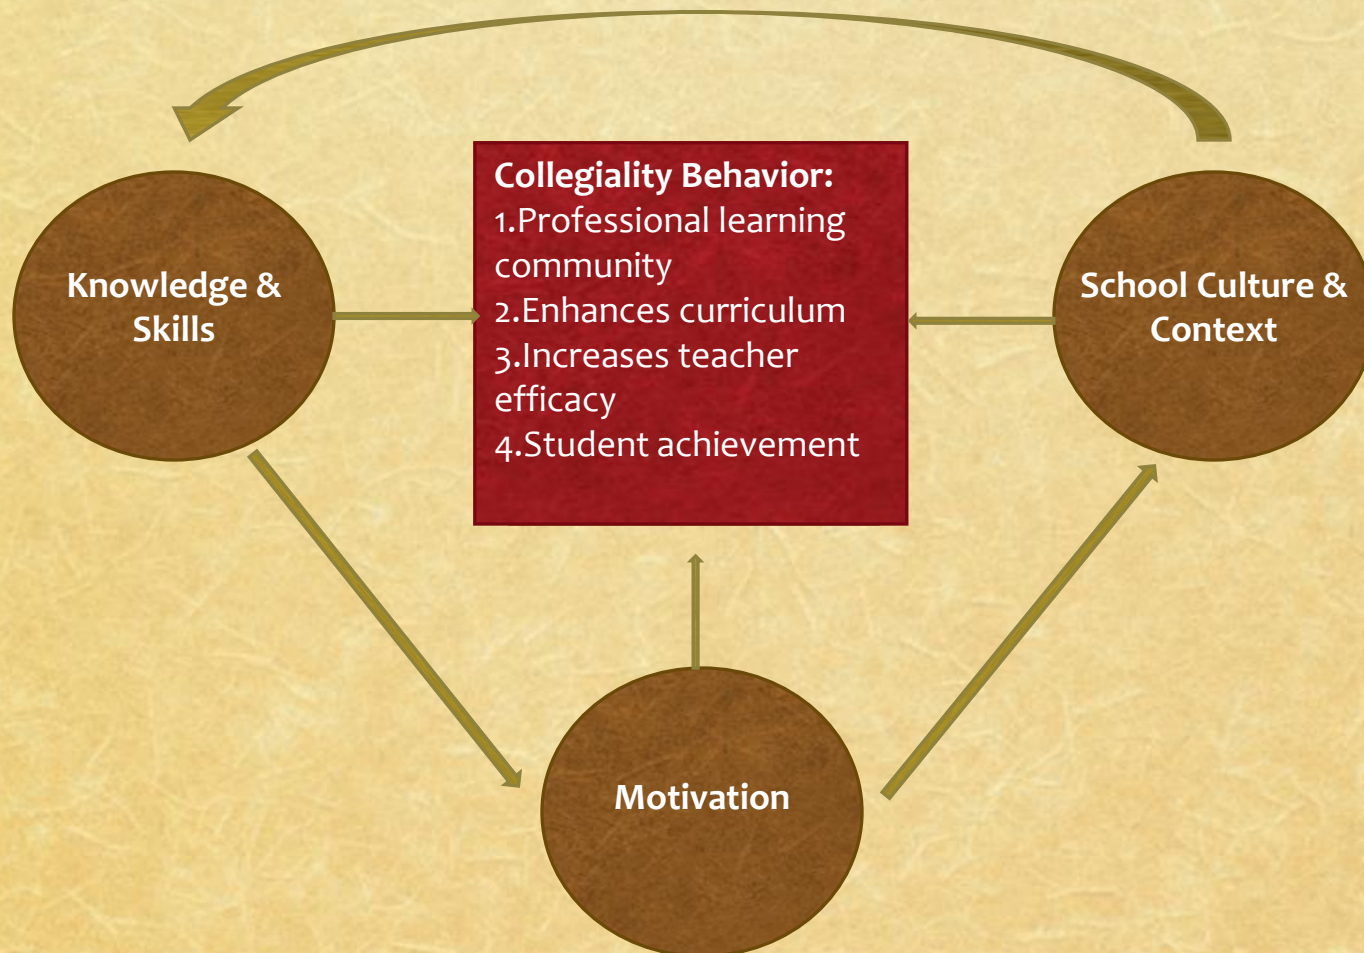 Collegiality Behavior:
1.Professional learning
community
2.Enhances curriculum
3.Increases teacher
efficacy
4.Student achievement
Knowledge &
Skills
School Culture &
Context
Motivation